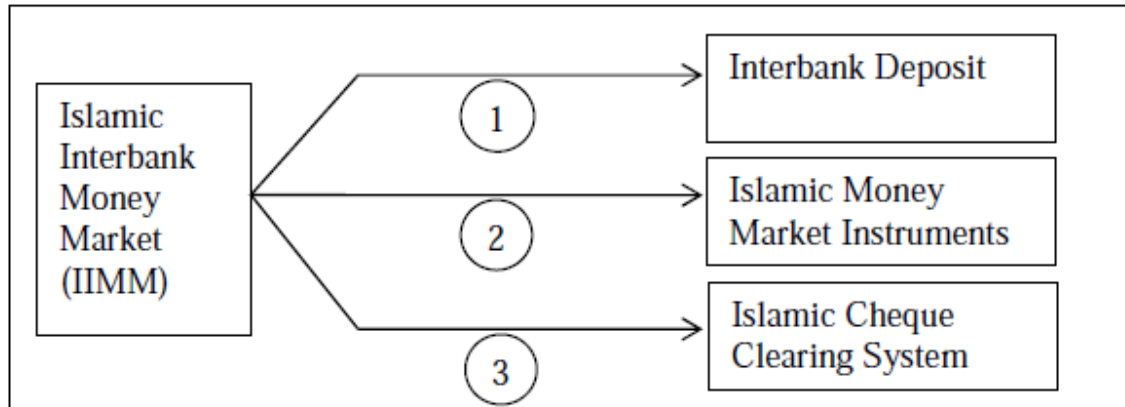 Islamic
Interbank
Money
Market
(IIMM)
1
Interbank Deposit
2
Islamic Money
Market Instruments
3
Islamic Cheque
Clearing System